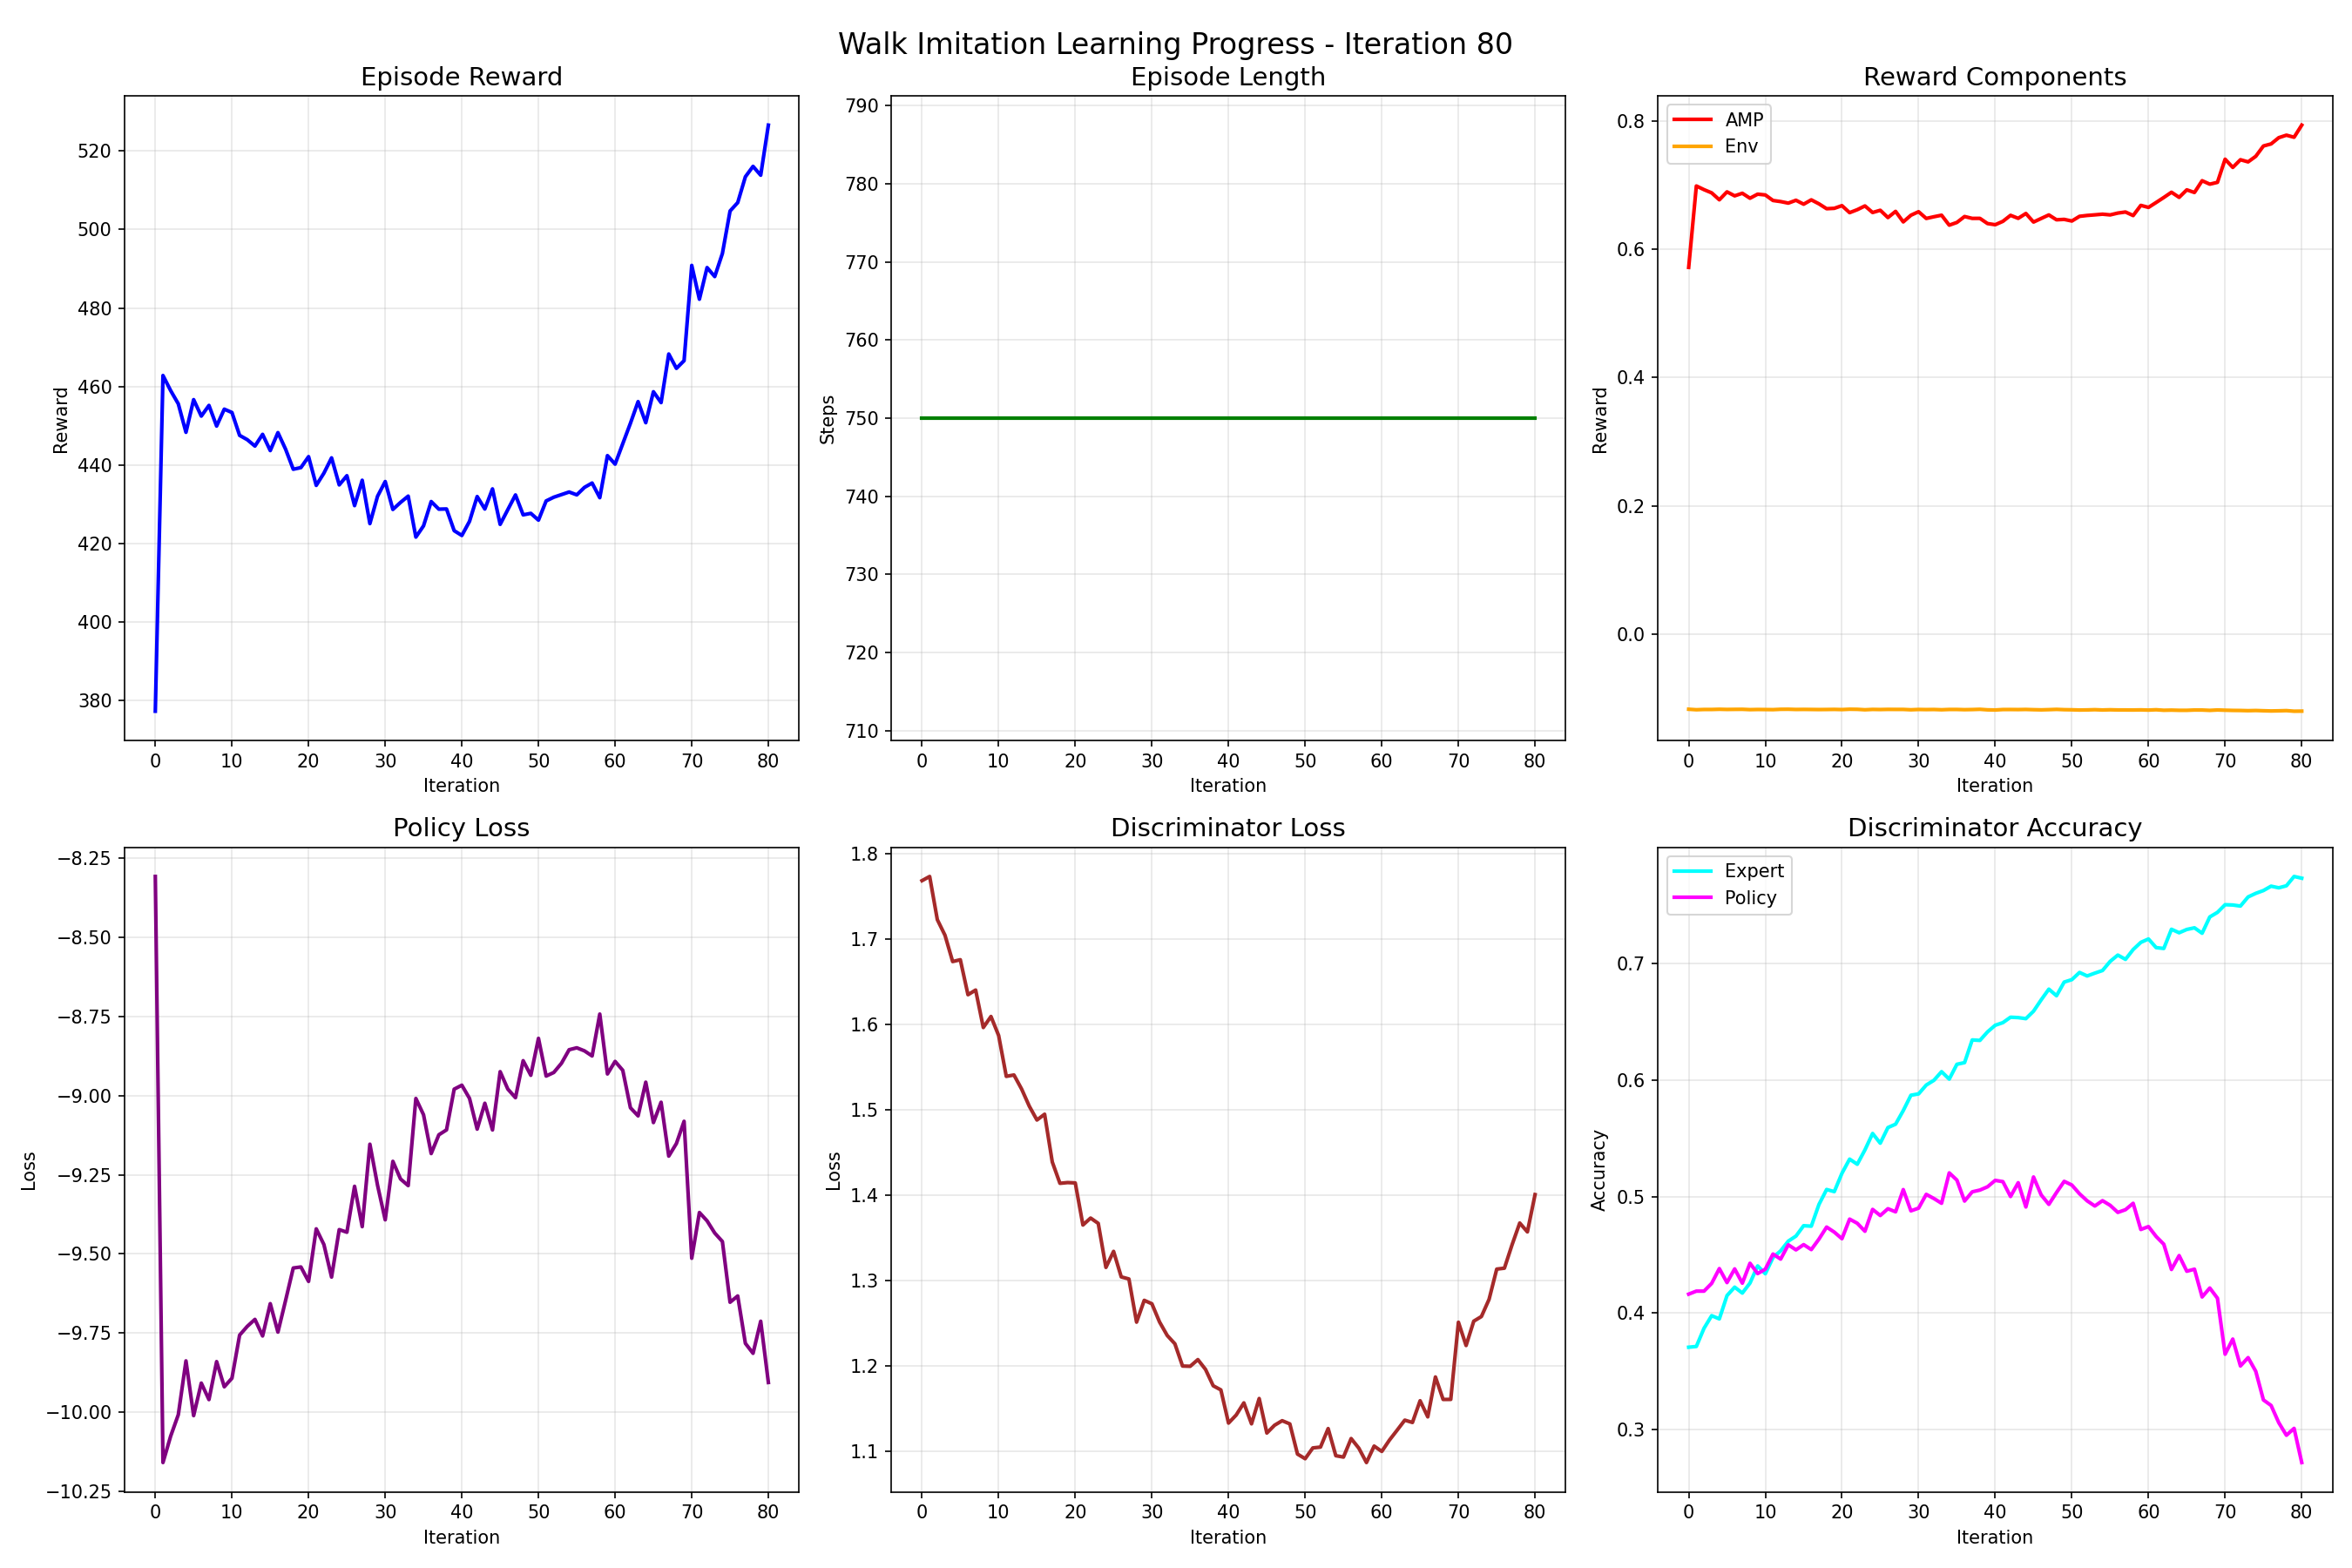 Walk Imitation Learning Progress - Iteration 80
Episode Reward
Reward
520
500
480
460
440
420
400
380
0 10 20 30 40 50 60 70 80
Iteration
Episode Length
Steps
790
780
770
760
750
740
730
720
710
0 10 20 30 40 50 60 70 80
Iteration
Reward Components
AMP
Env
Reward
0.8
0.6
0.4
0.2
0.0
0 10 20 30 40 50 60 70 80
Iteration
Policy Loss
Loss
−8.25
−8.50
−8.75
−9.00
−9.25
−9.50
−9.75
−10.00
−10.25
0 10 20 30 40 50 60 70 80
Iteration
Discriminator Loss
Loss
1.8
1.7
1.6
1.5
1.4
1.3
1.2
1.1
0 10 20 30 40 50 60 70 80
Iteration
Discriminator Accuracy
Expert
Policy
Accuracy
0.7
0.6
0.5
0.4
0.3
0 10 20 30 40 50 60 70 80
Iteration